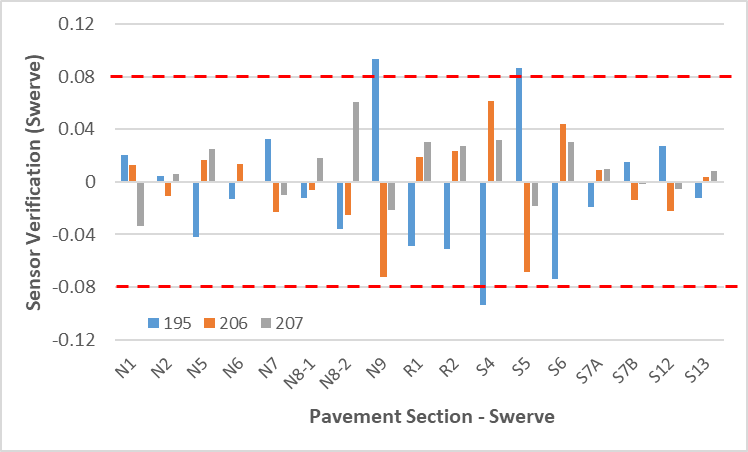 0.12
0.08
0.04
0
-0.04
-0.08
-0.12
Sensor Verification (Swerve)
195 206 207
N1 N2 N5 N6 N7 N8-1 N8-2 N9 R1 R2 S4 S5 S6 S7A S7B S12 S13
Pavement Section - Swerve